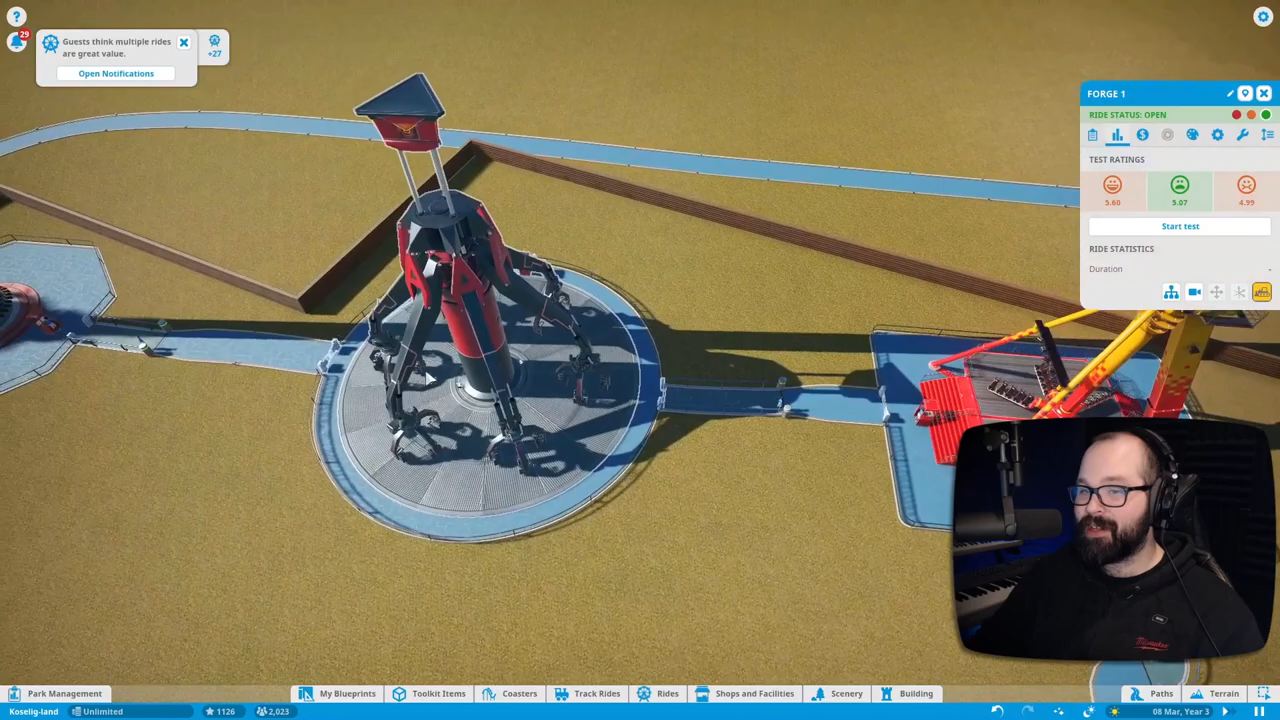 ?
29
Guests think multiple rides
are great value.
+27
Open Notifications
FORGE 1
RIDE STATUS: OPEN
TEST RATINGS
5.60 5.07 4.99
Start test
RIDE STATISTICS
Duration -
Milwaukee
Park Management
My Blueprints
Toolkit Items
Coasters
Track Rides
Rides
Shops and Facilities
Scenery
Building
Paths
Terrain
Koselig-land
Unlimited
1126
2,023
08 Mar, Year 3